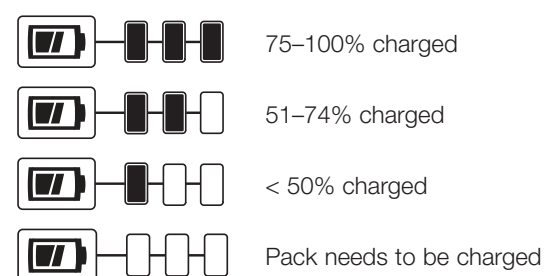 75–100% charged
51–74% charged
< 50% charged
Pack needs to be charged